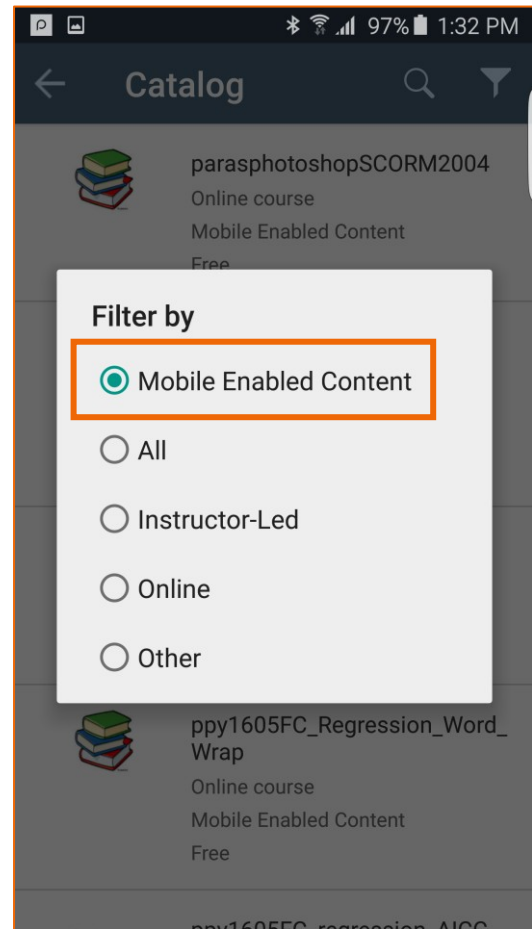 97% 1:32 PM
Catalog
parasphotoshopSCORM2004
Online course
Mobile Enabled Content
Free
Filter by
Mobile Enabled Content
All
Instructor-Led
Online
Other
ppy1605FC_Regression_Word_
Wrap
Online course
Mobile Enabled Content
Free
ppy1605FC_regression_AICC